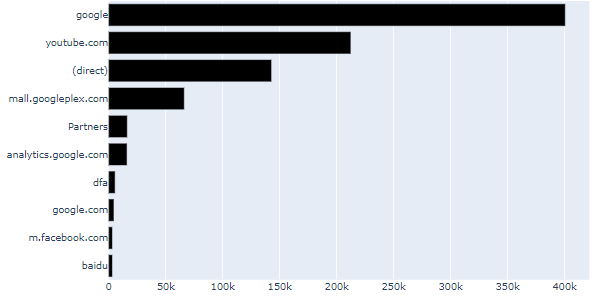 google
youtube.com
(direct)
mall.googleplex.com
Partners
analytics.google.com
dfa
google.com
m.facebook.com
baidu
0 50k 100k 150k 200k 250k 300k 350k 400k